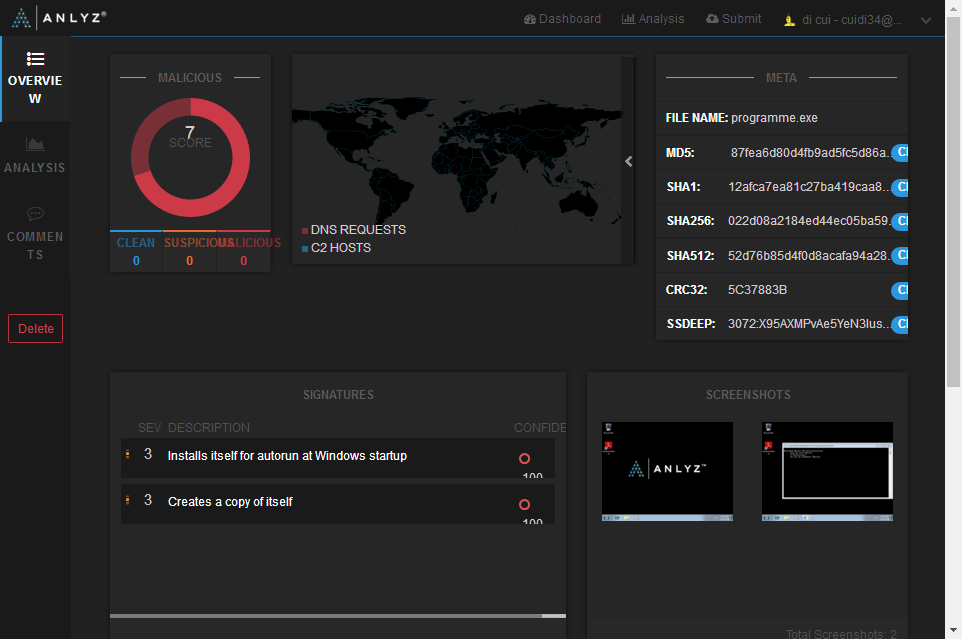 ANLYZ®
Dashboard
Analysis
Submit
di cui - cuidi34@...
OVERVIE
W
ANALYSIS
COMMEN
TS
Delete
MALICIOUS
7
SCORE
CLEAN
SUSPICIOUS
MALICIOUS
0
0
0
DNS REQUESTS
C2 HOSTS
META
FILE NAME: programme.exe
MD5: 87fea6d80d4fb9ad5fc5d86a..
SHA1: 12afca7ea81c27ba419caa8...
SHA256: 022d08a2184ed44ec05ba59.
SHA512: 52d76b85d4f0d8acafa94a28.
CRC32: 5C37883B
SSDEEP: 3072:X95AXMPvAe5YeN3lus...
SIGNATURES
SEV DESCRIPTION CONFIDE
3 Installs itself for autorun at Windows startup 100
3 Creates a copy of itself 100
SCREENSHOTS
ANLYZ™
Total Screenshots: 2